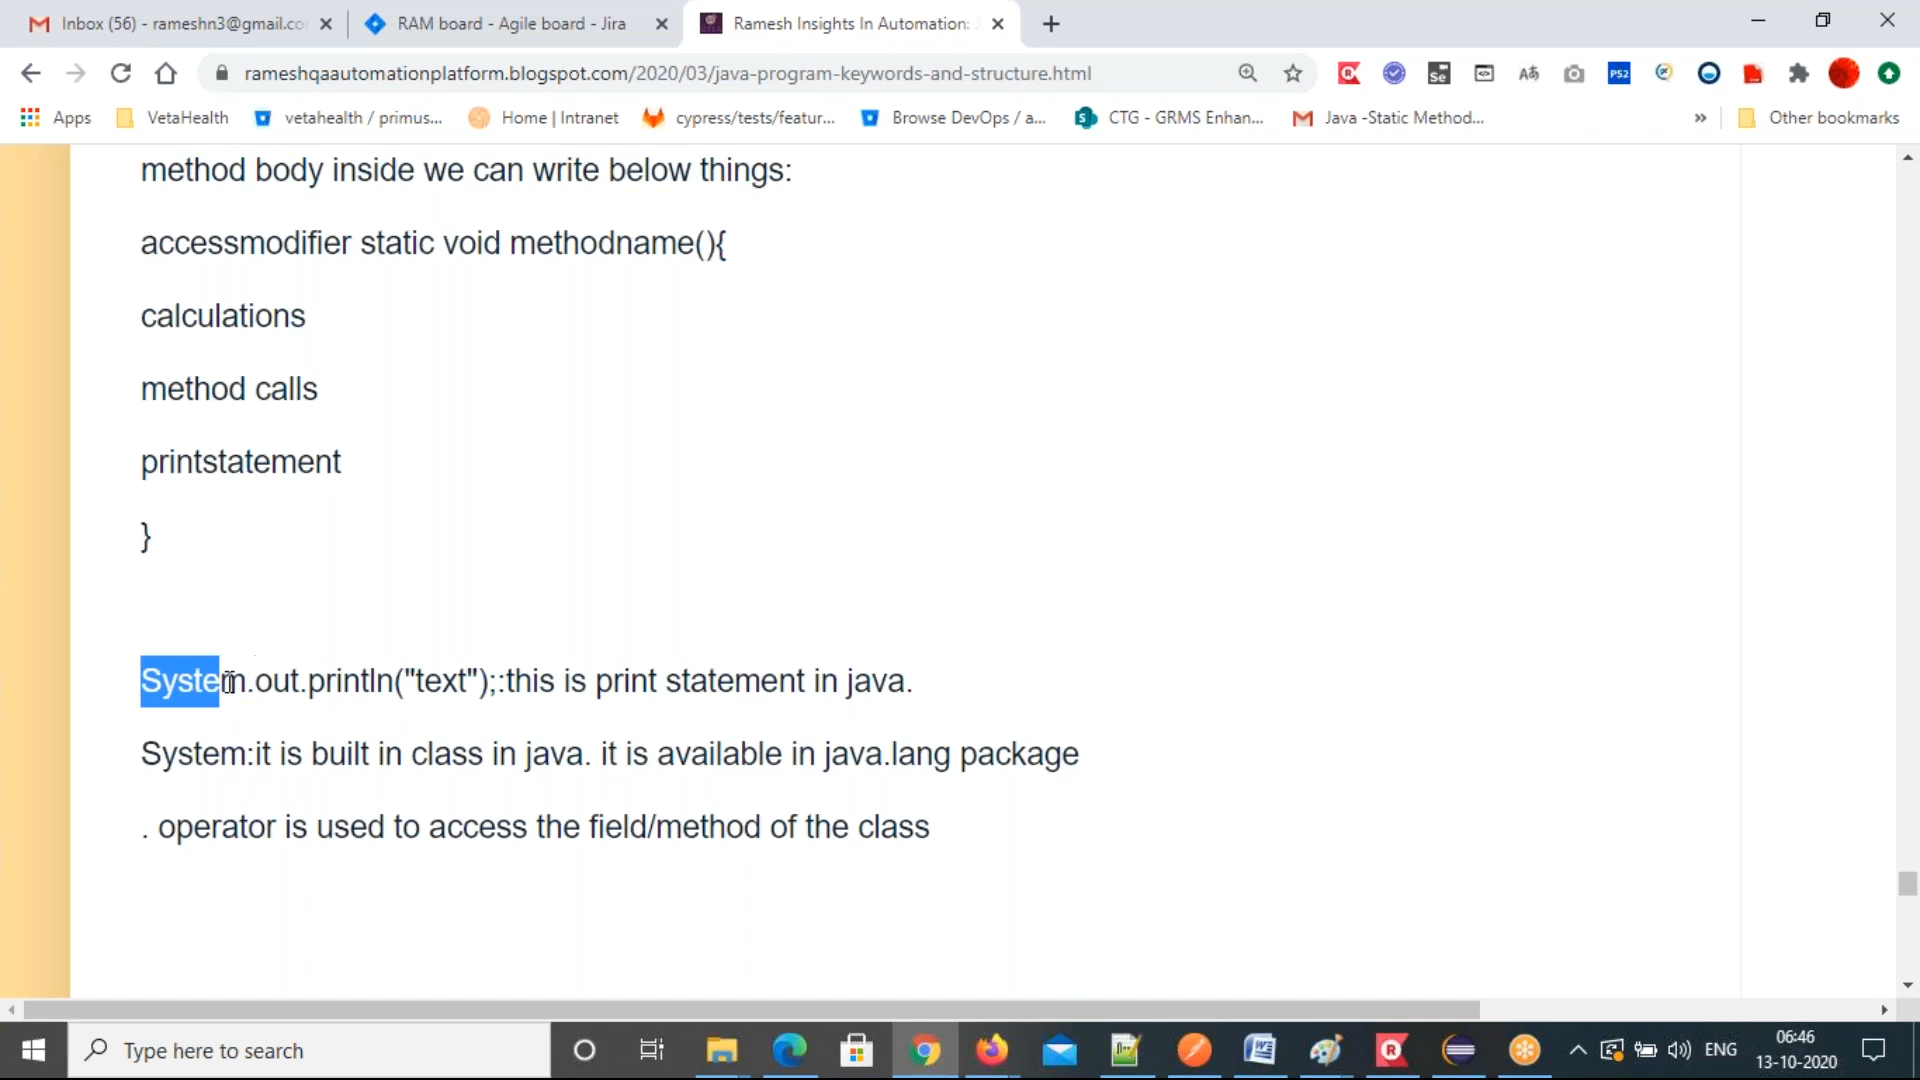 Inbox (56) - rameshn3@gmail.co
RAM board - Agile board - Jira
Ramesh Insights In Automation:
rameshqaautomationplatform.blogspot.com/2020/03/java-program-keywords-and-structure.html
Apps
VetaHealth
vetahealth / primus...
Home | Intranet
cypress/tests/featur...
Browse DevOps / a...
CTG - GRMS Enhan...
Java -Static Method...
»
Other bookmarks
method body inside we can write below things:
accessmodifier static void methodname(){
calculations
method calls
printstatement
}
System.out.println("text");:this is print statement in java.
System:it is built in class in java. it is available in java.lang package
. operator is used to access the field/method of the class
Type here to search
ENG
06:46
13-10-2020